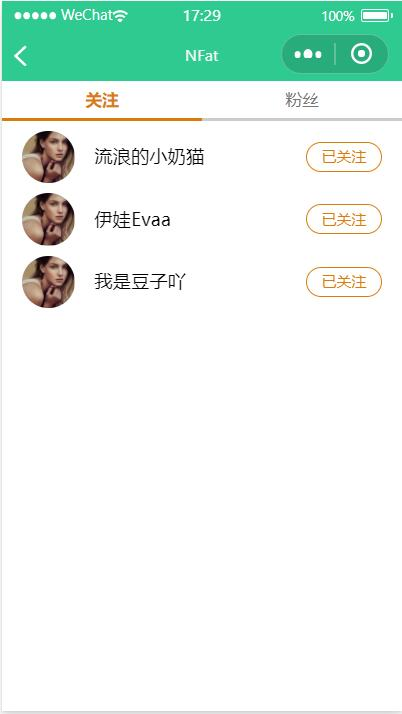 WeChat 17:29 100%
NFat
关注 粉丝
流浪的小奶猫 已关注
伊娃Evaa 已关注
我是豆子吖 已关注